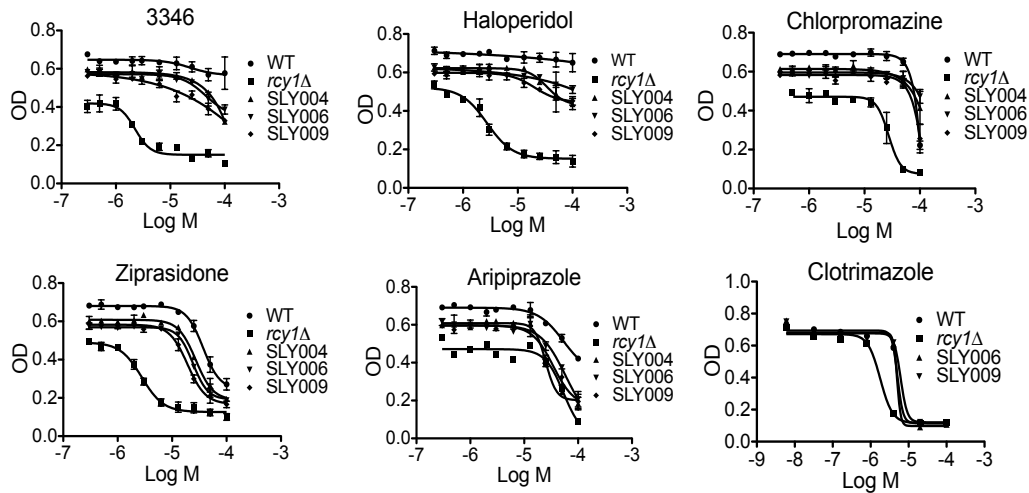 3346
0.8
0.6
0.4
0.2
0.0
OD
-7 -6 -5 -4 -3
Log M
WT
rcy1Δ
SLY004
SLY006
SLY009
Haloperidol
0.8
0.6
0.4
0.2
0.0
OD
-7 -6 -5 -4 -3
Log M
WT
rcy1Δ
SLY004
SLY006
SLY009
Chlorpromazine
0.8
0.6
0.4
0.2
0.0
OD
-7 -6 -5 -4 -3
Log M
WT
rcy1Δ
SLY004
SLY006
SLY009
Ziprasidone
0.8
0.6
0.4
0.2
0.0
OD
-7 -6 -5 -4 -3
Log M
WT
rcy1Δ
SLY004
SLY006
SLY009
Aripiprazole
0.8
0.6
0.4
0.2
0.0
OD
-7 -6 -5 -4 -3
Log M
WT
rcy1Δ
SLY004
SLY006
SLY009
Clotrimazole
1.0
0.8
0.6
0.4
0.2
0.0
OD
-9 -8 -7 -6 -5 -4 -3
Log M
WT
rcy1Δ
SLY006
SLY009